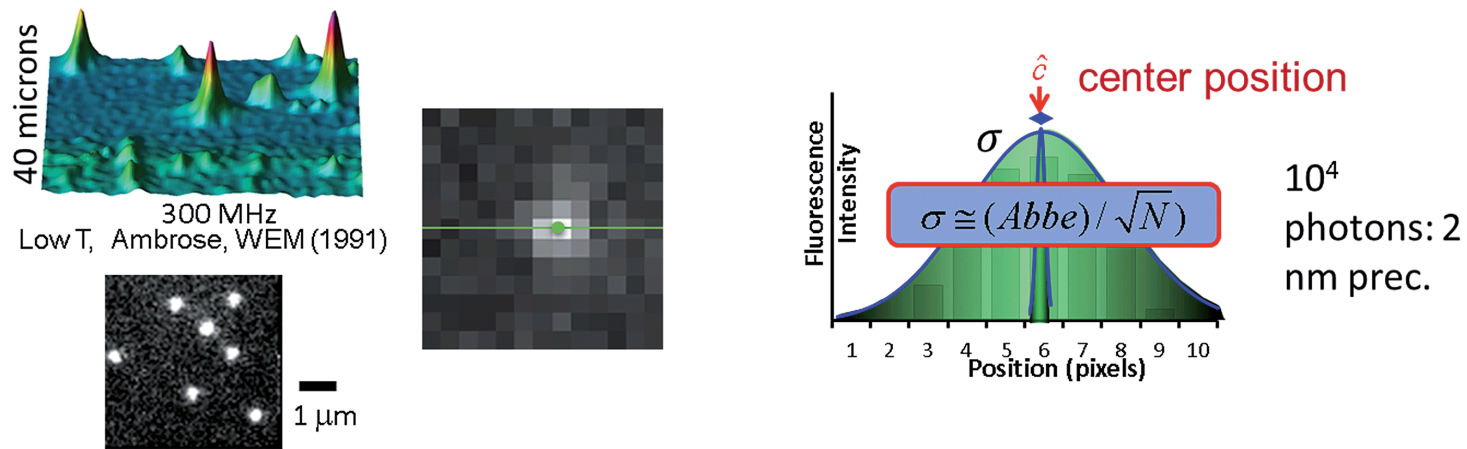 40 microns
300 MHz
Low T, Ambrose, WEM (1991)
1 μm
ĉ center position
σ
Fluorescence
Intensity
σ ≅ (Abbe) / √N )
1 2 3 4 5 6 7 8 9 10
Position (pixels)
10⁴
photons: 2
nm prec.